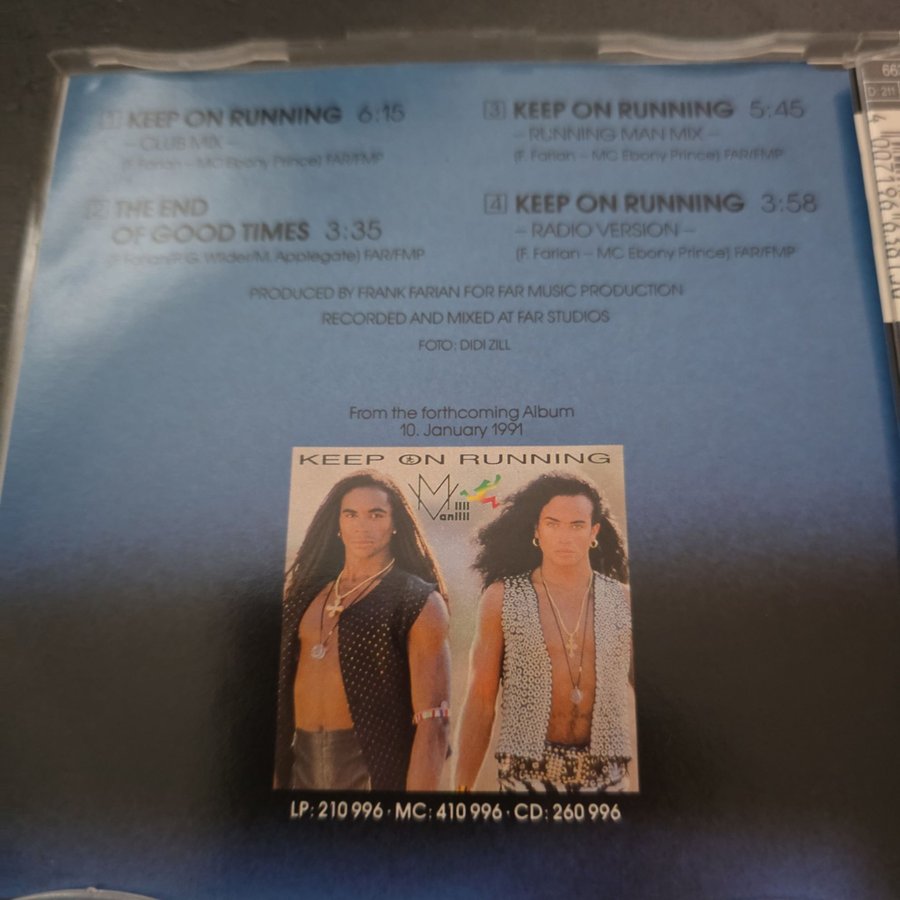 1 KEEP ON RUNNING 6:15
– CLUB MIX –
(F. Farian – MC Ebony Prince) FAR/FMP
2 THE END
OF GOOD TIMES 3:35
(F. Farian/P.G. Wilder/M. Applegate) FAR/FMP
3 KEEP ON RUNNING 5:45
– RUNNING MAN MIX –
(F. Farian – MC Ebony Prince) FAR/FMP
4 KEEP ON RUNNING 3:58
– RADIO VERSION –
(F. Farian – MC Ebony Prince) FAR/FMP
PRODUCED BY FRANK FARIAN FOR FAR MUSIC PRODUCTION
RECORDED AND MIXED AT FAR STUDIOS
FOTO: DIDI ZILL
From the forthcoming Album
10. January 1991
KEEP ON RUNNING
Milli
Vanilli
LP: 210 996 · MC: 410 996 · CD: 260 996
D: 211